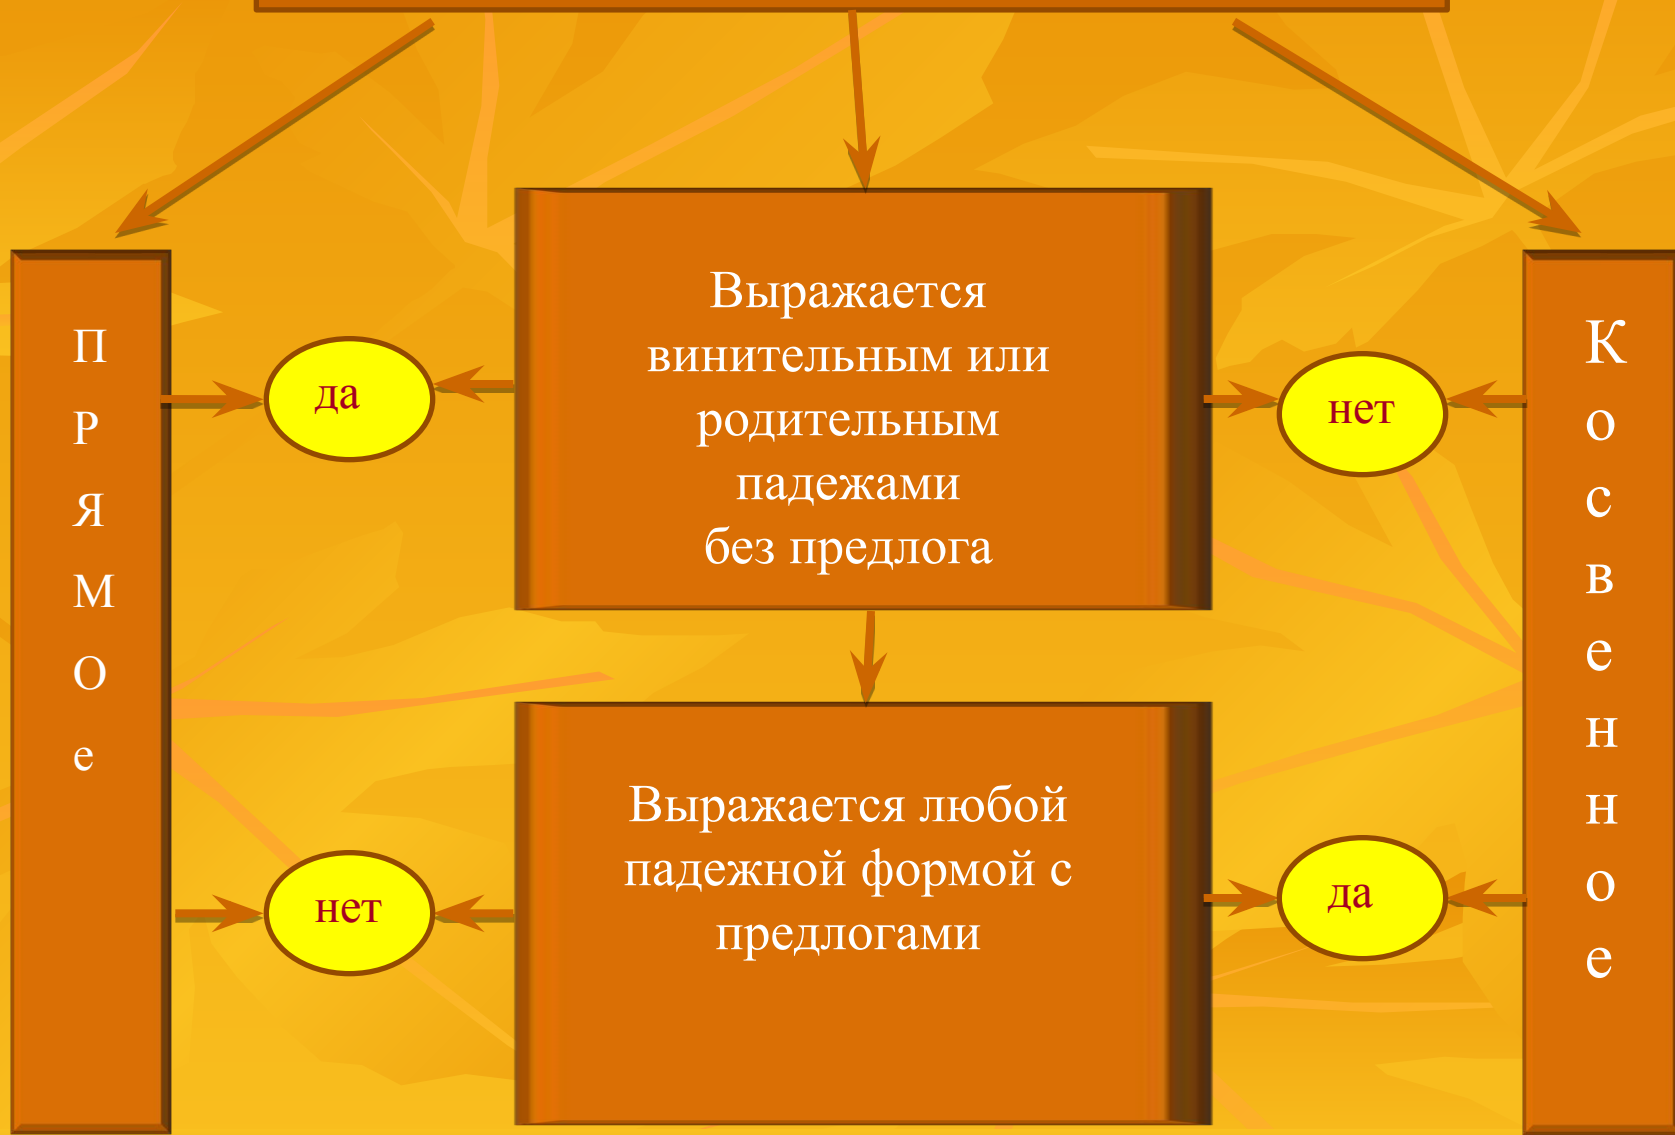 П
Р
Я
М
О
е
да
нет
Выражается
винительным или
родительным
падежами
без предлога
Выражается любой
падежной формой с
предлогами
нет
да
К
о
с
в
е
н
н
о
е